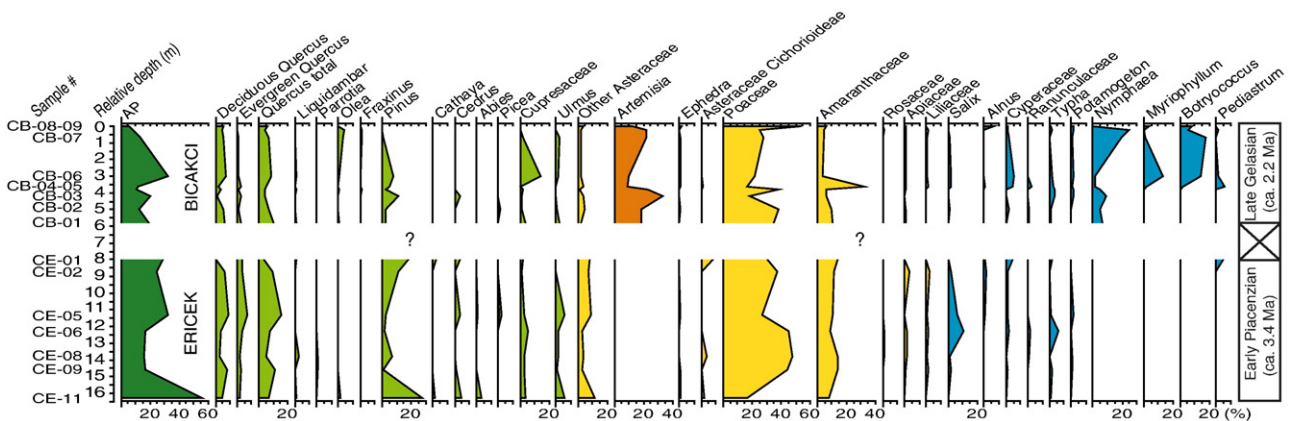 Sample #
Relative depth (m)
AP
Deciduous Quercus
Evergreen Quercus
Quercus total
Liquidambar
Parrotia
Olea
Fraxinus
Pinus
Cathaya
Cedrus
Abies
Picea
Cupresaceae
Ulmus
Other Asteraceae
Artemisia
Ephedra
Asteraceae Cichorioideae
Poaceae
Amaranthaceae
Rosaceae
Apiaceae
Liliaceae
Salix
Alnus
Cyperaceae
Ranunculaceae
Typha
Potamogeton
Nymphaea
Myriophyllum
Botryococcus
Pediastrum
CB-08-09 0
CB-07
1
2
CB-06 3
CB-04-05
4
CB-03
CB-02 5
CB-01
6
7
CE-01 8
CE-02 9
10
CE-05 11
12
CE-06
13
CE-08 14
CE-09
15
16
CE-11
BICAKCI
ERICEK
? ?
Late Gelasian
(ca. 2.2 Ma)
Early Piacenzian
(ca. 3.4 Ma)
20 40 60 20 20 20 20 40 20 40 20 40 20 20 20 20 (%)